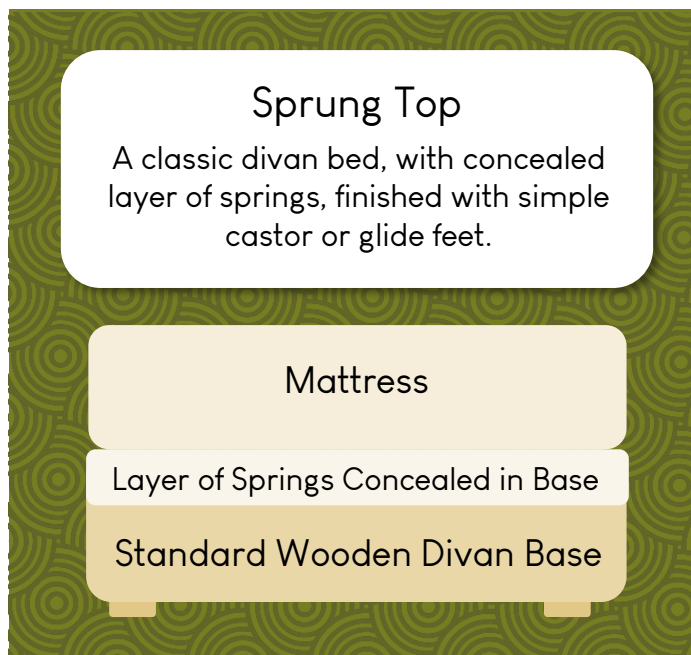 Sprung Top
A classic divan bed, with concealed
layer of springs, finished with simple
castor or glide feet.
Mattress
Layer of Springs Concealed in Base
Standard Wooden Divan Base